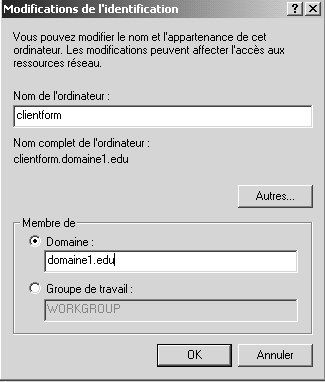 Modifications de l'identification
Vous pouvez modifier le nom et l'appartenance de cet
ordinateur. Les modifications peuvent affecter l'accès aux
ressources réseau.
Nom de l'ordinateur :
clientform
Nom complet de l'ordinateur :
clientform.domaine1.edu
Autres...
Membre de
Domaine :
domaine1.edu
Groupe de travail :
WORKGROUP
OK
Annuler